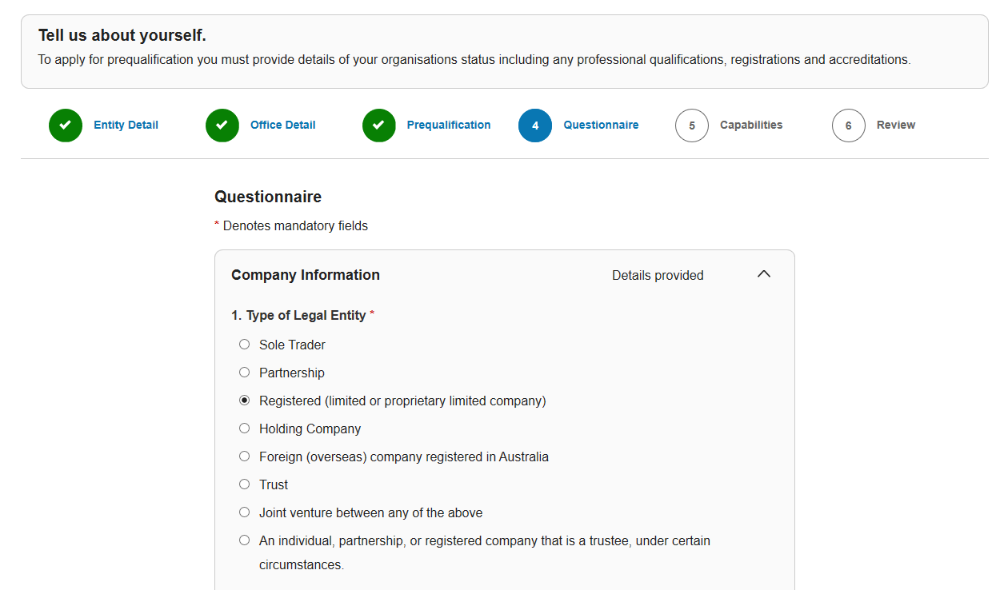 Tell us about yourself.
To apply for prequalification you must provide details of your organisations status including any professional qualifications, registrations and accreditations.
Entity Detail
Office Detail
Prequalification
4 Questionnaire
5 Capabilities
6 Review
Questionnaire
* Denotes mandatory fields
Company Information Details provided
1. Type of Legal Entity *
Sole Trader
Partnership
Registered (limited or proprietary limited company)
Holding Company
Foreign (overseas) company registered in Australia
Trust
Joint venture between any of the above
An individual, partnership, or registered company that is a trustee, under certain
circumstances.